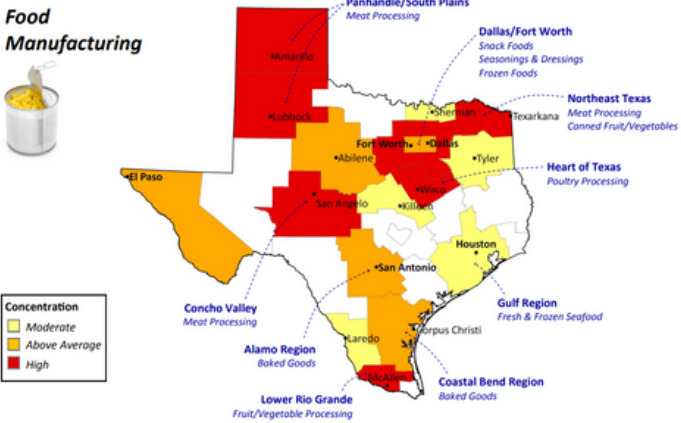 Food
Manufacturing
Panhandle/South Plains
Meat Processing
Dallas/Fort Worth
Snack Foods
Seasonings & Dressings
Frozen Foods
Northeast Texas
Meat Processing
Canned Fruit/Vegetables
Heart of Texas
Poultry Processing
Amarillo
Lubbock
Sherman
Texarkana
Fort Worth
Dallas
Abilene
Tyler
El Paso
Waco
San Angelo
Killeen
Houston
San Antonio
Concho Valley
Meat Processing
Gulf Region
Fresh & Frozen Seafood
Corpus Christi
Laredo
Alamo Region
Baked Goods
McAllen
Coastal Bend Region
Baked Goods
Lower Rio Grande
Fruit/Vegetable Processing
Concentration
Moderate
Above Average
High